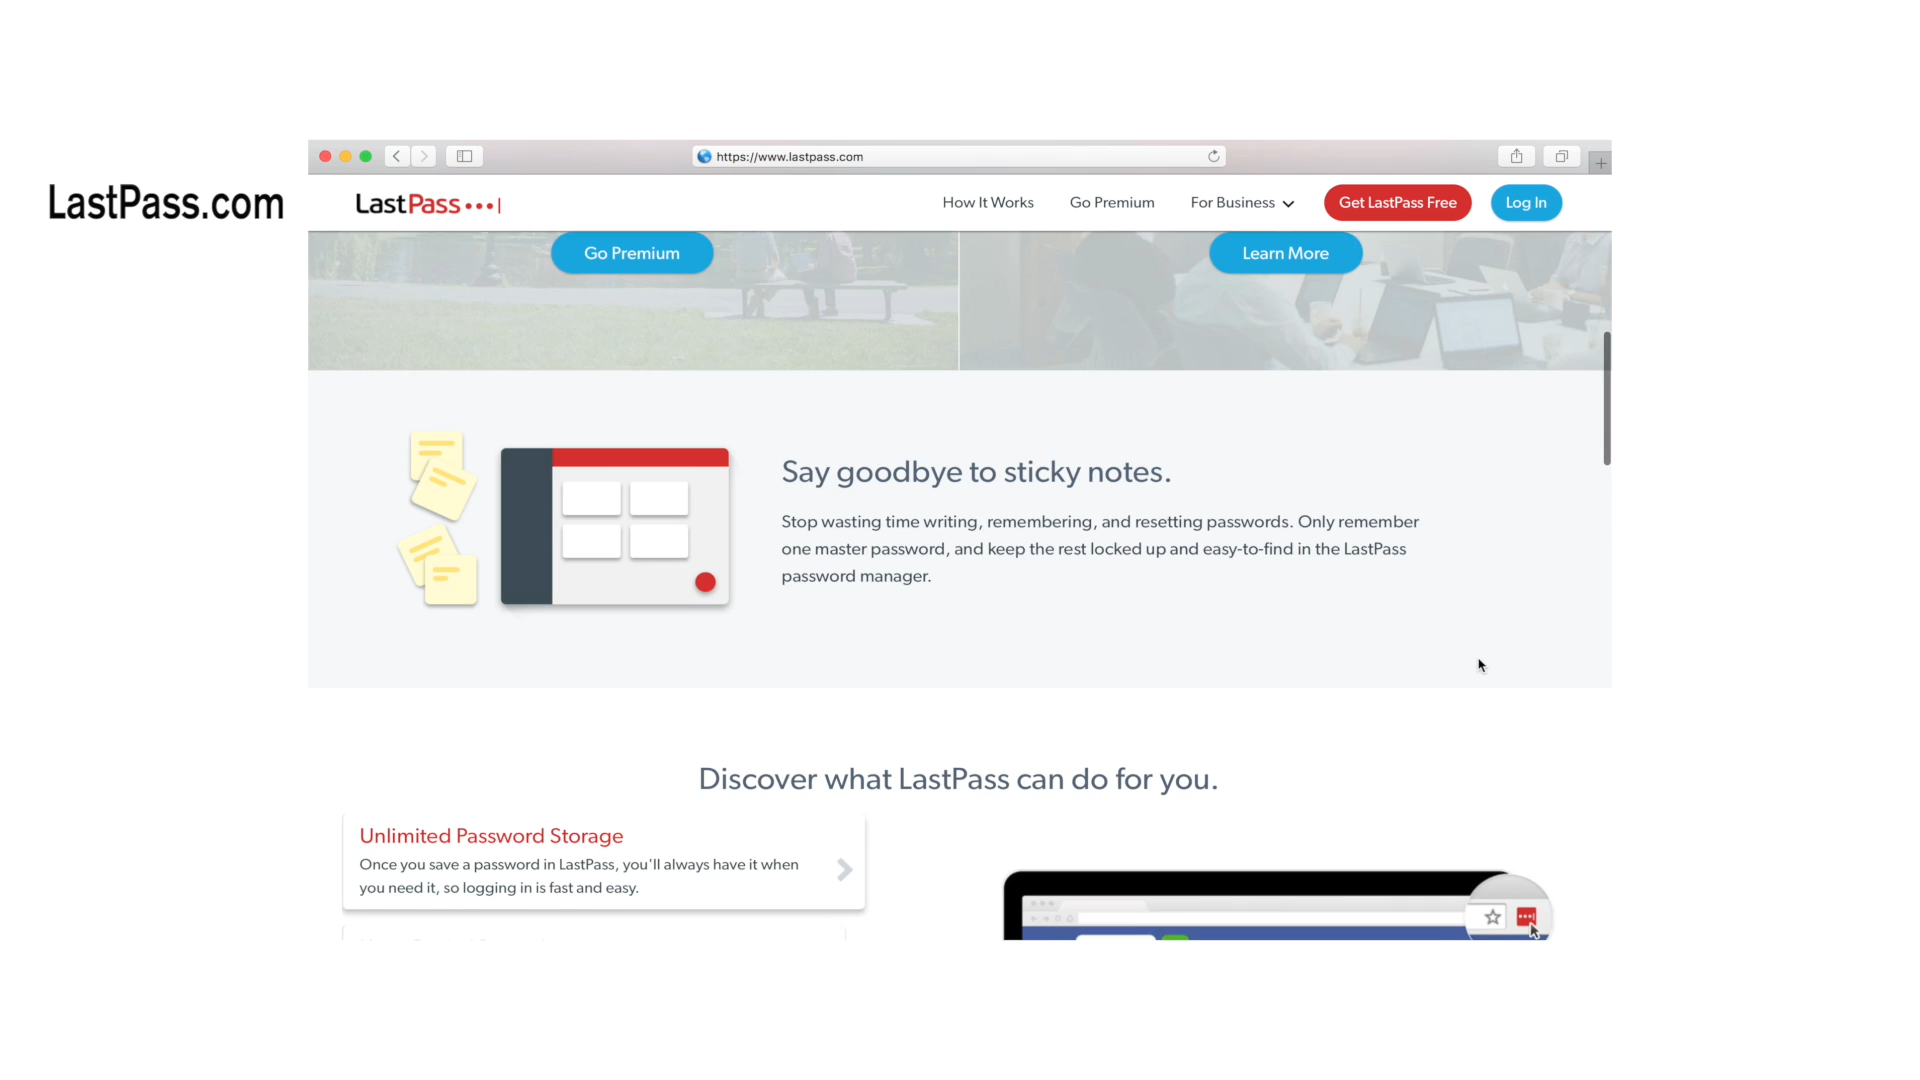 https://www.lastpass.com
LastPass.com
LastPass
How It Works
Go Premium
For Business
Get LastPass Free
Log In
Go Premium
Learn More
Say goodbye to sticky notes.
Stop wasting time writing, remembering, and resetting passwords. Only remember
one master password, and keep the rest locked up and easy-to-find in the LastPass
password manager.
Discover what LastPass can do for you.
Unlimited Password Storage
Once you save a password in LastPass, you'll always have it when
you need it, so logging in is fast and easy.